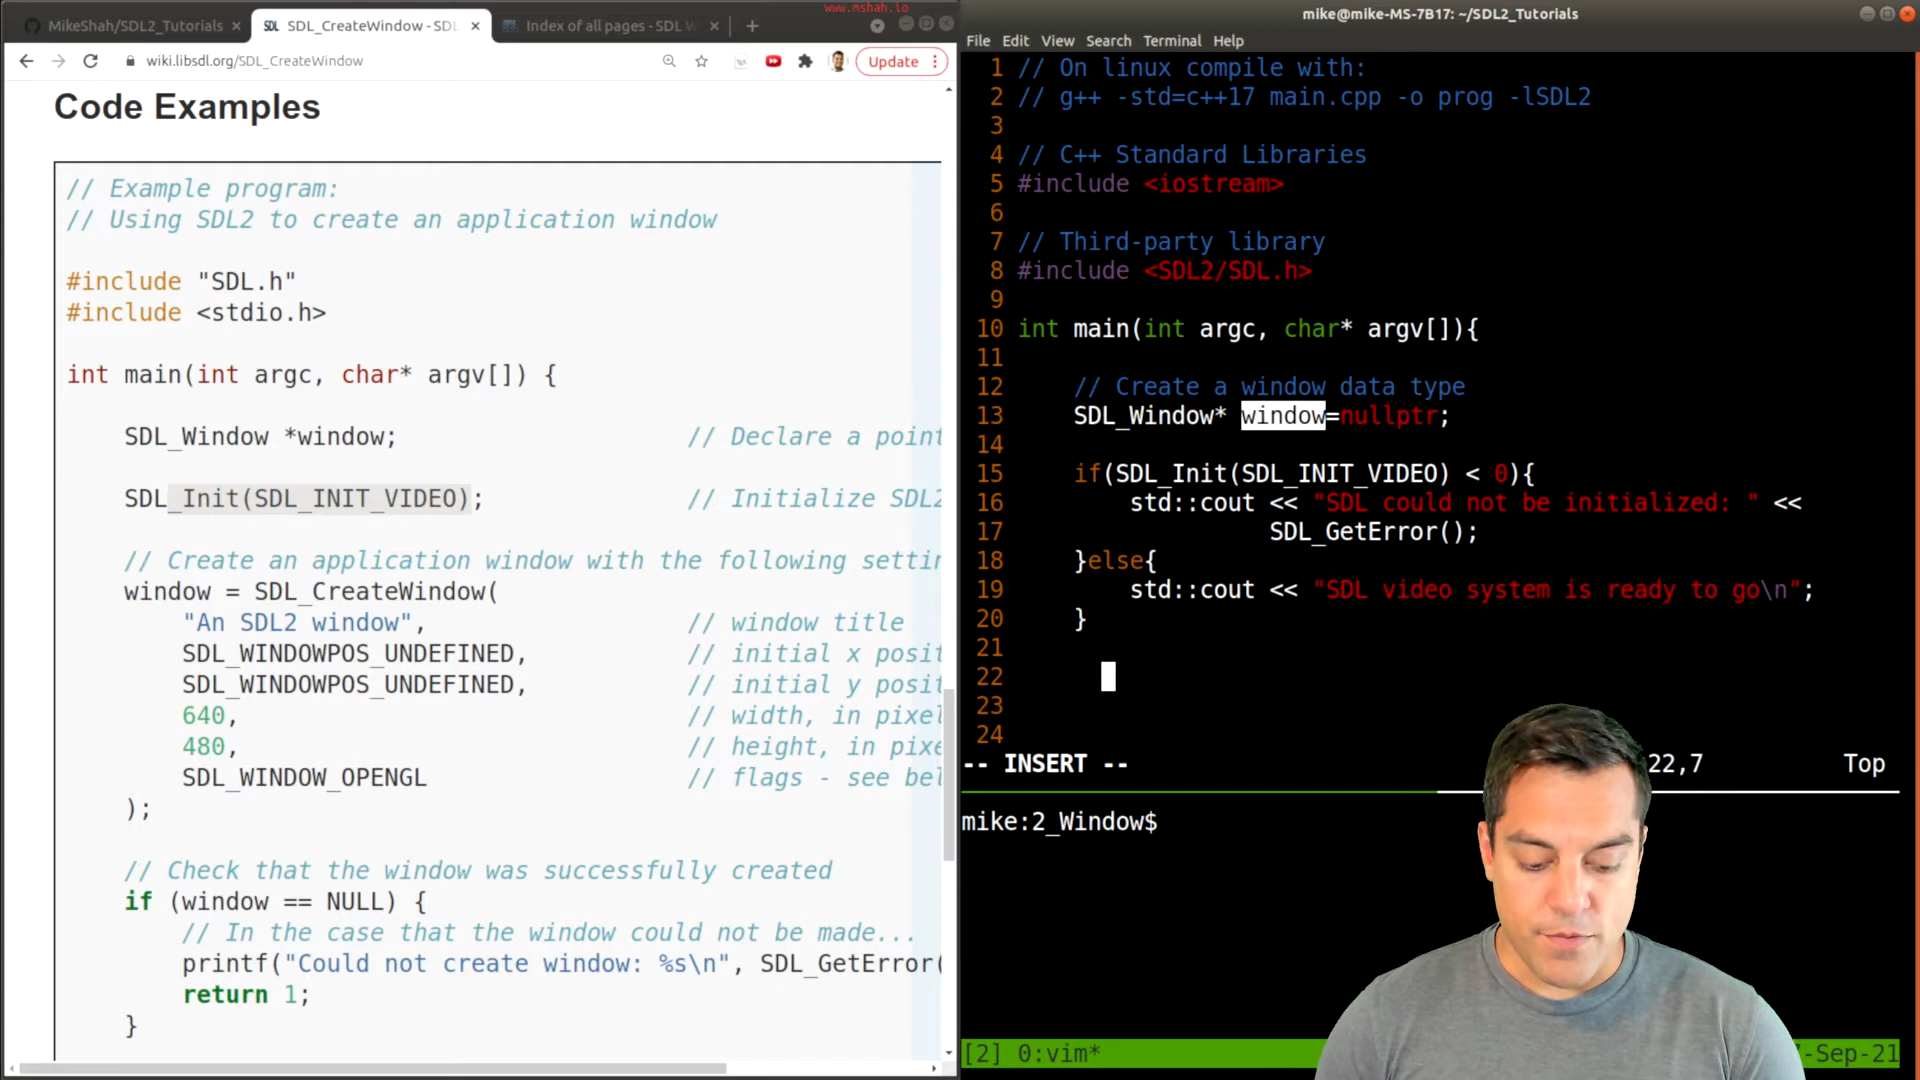 www.mshah.io
MikeShah/SDL2_Tutorials
SDL_CreateWindow - SDL
Index of all pages - SDL W
wiki.libsdl.org/SDL_CreateWindow
Update
Code Examples
// Example program:
// Using SDL2 to create an application window
#include "SDL.h"
#include <stdio.h>
int main(int argc, char* argv[]) {
SDL_Window *window; // Declare a point
SDL_Init(SDL_INIT_VIDEO); // Initialize SDL2
// Create an application window with the following settin
window = SDL_CreateWindow(
"An SDL2 window", // window title
SDL_WINDOWPOS_UNDEFINED, // initial x posit
SDL_WINDOWPOS_UNDEFINED, // initial y posit
640, // width, in pixel
480, // height, in pixe
SDL_WINDOW_OPENGL // flags - see bel
);
// Check that the window was successfully created
if (window == NULL) {
// In the case that the window could not be made...
printf("Could not create window: %s\n", SDL_GetError(
return 1;
}
mike@mike-MS-7B17: ~/SDL2_Tutorials
File Edit View Search Terminal Help
1 // On linux compile with:
2 // g++ -std=c++17 main.cpp -o prog -lSDL2
3
4 // C++ Standard Libraries
5 #include <iostream>
6
7 // Third-party library
8 #include <SDL2/SDL.h>
9
10 int main(int argc, char* argv[]){
11
12 // Create a window data type
13 SDL_Window* window=nullptr;
14
15 if(SDL_Init(SDL_INIT_VIDEO) < 0){
16 std::cout << "SDL could not be initialized: " <<
17 SDL_GetError();
18 }else{
19 std::cout << "SDL video system is ready to go\n";
20 }
21
22
23
24
-- INSERT -- 22,7 Top
mike:2_Window$
[2] 0:vim* -Sep-21